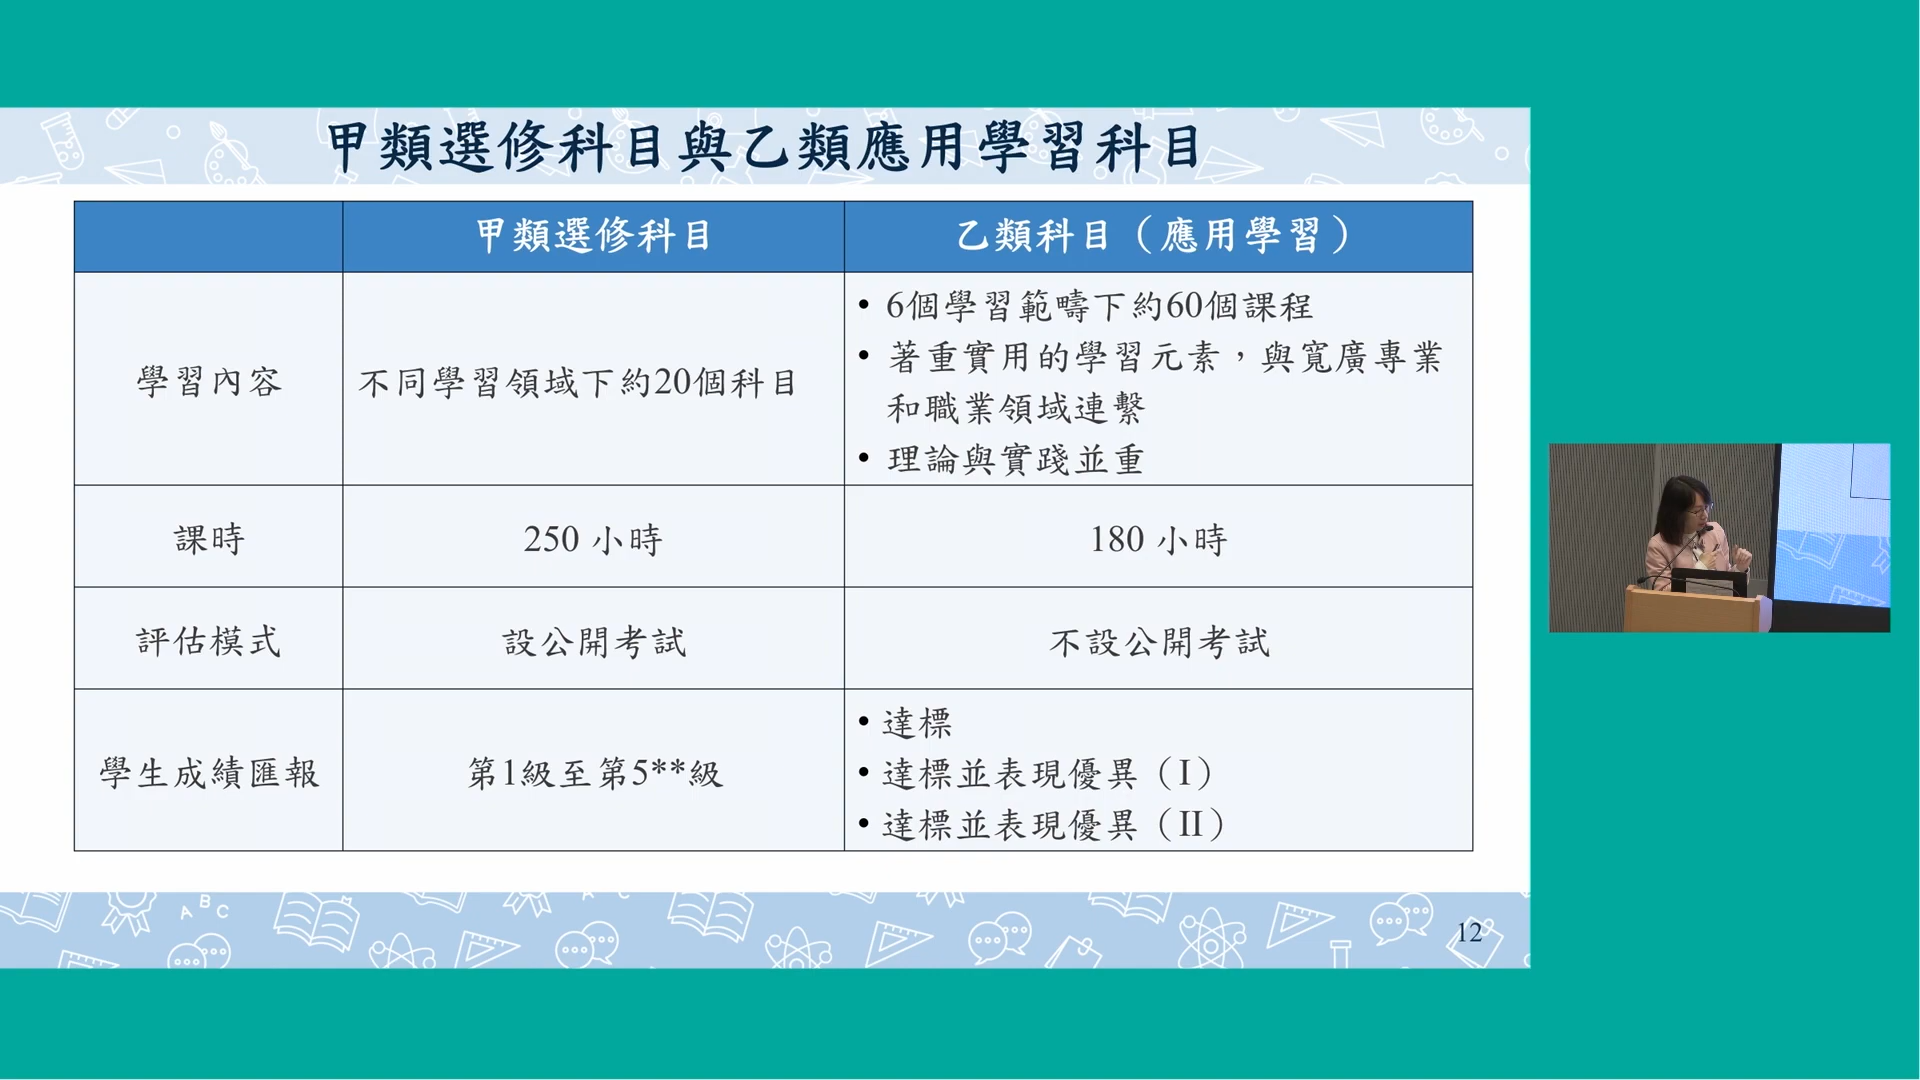 甲類選修科目與乙類應用學習科目
甲類選修科目
乙類科目（應用學習）
學習內容
不同學習領域下約20個科目
• 6個學習範疇下約60個課程
• 著重實用的學習元素，與寬廣專業
和職業領域連繫
• 理論與實踐並重
課時
250 小時
180 小時
評估模式
設公開考試
不設公開考試
學生成績匯報
第1級至第5**級
• 達標
• 達標並表現優異（I）
• 達標並表現優異（II）
A B C
12